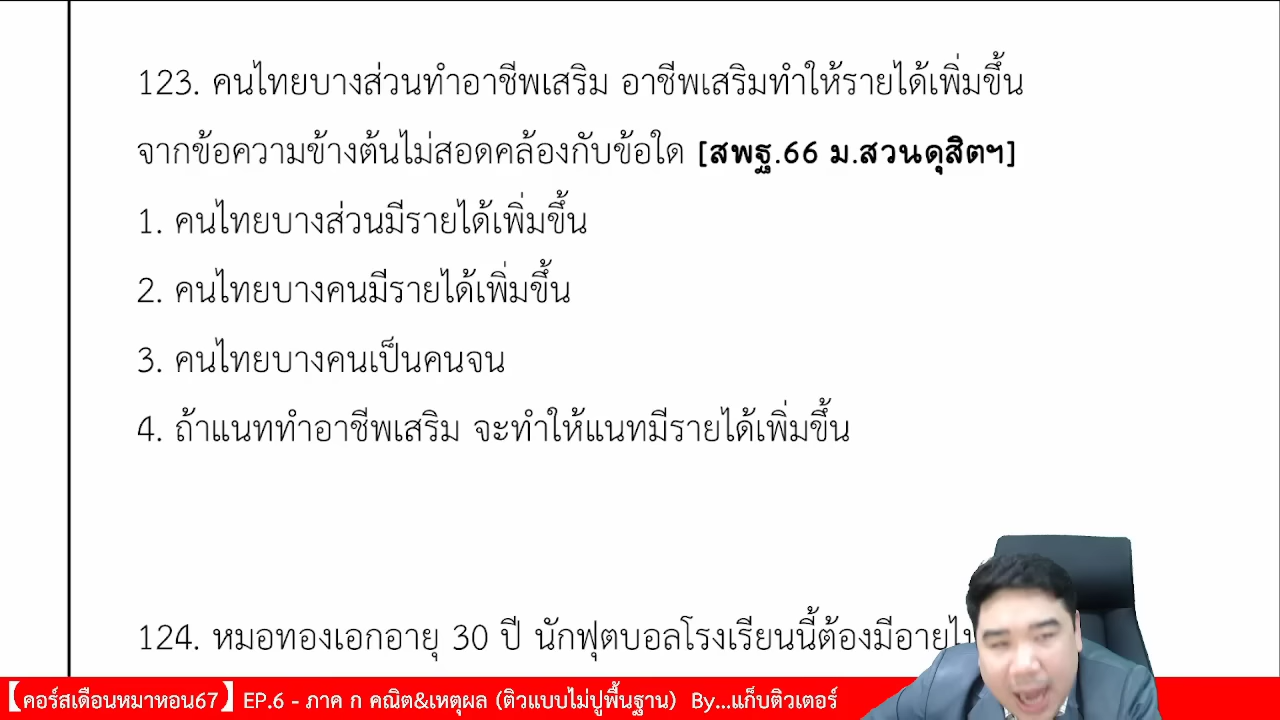 123. คนไทยบางส่วนทำอาชีพเสริม อาชีพเสริมทำให้รายได้เพิ่มขึ้น
จากข้อความข้างต้นไม่สอดคล้องกับข้อใด [สพฐ.66 ม.สวนดุสิตฯ]
1. คนไทยบางส่วนมีรายได้เพิ่มขึ้น
2. คนไทยบางคนมีรายได้เพิ่มขึ้น
3. คนไทยบางคนเป็นคนจน
4. ถ้าแนททำอาชีพเสริม จะทำให้แนทมีรายได้เพิ่มขึ้น
124. หมอทองเอกอายุ 30 ปี นักฟุตบอลโรงเรียนนี้ต้องมีอายุ
【คอร์สเดือนหมาหอน67】 EP.6 - ภาค ก คณิต&เหตุผล (ติวแบบไม่ปูพื้นฐาน) By...แก็บติวเตอร์